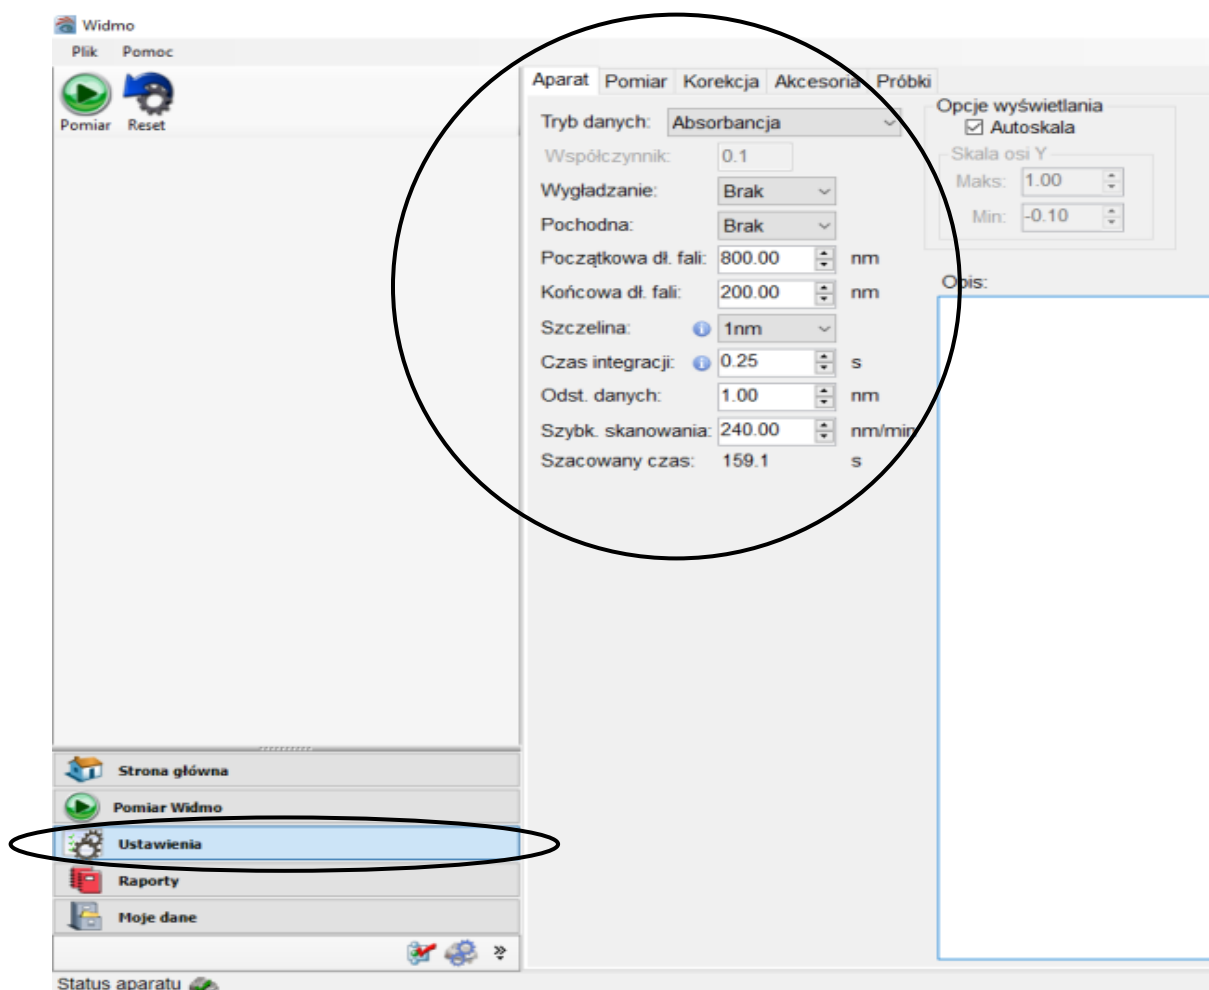 Widmo
Plik Pomoc
Pomiar Reset
Aparat Pomiar Korekcja Akcesoria Próbki
Tryb danych: Absorbancja
Współczynnik: 0.1
Wygładzanie: Brak
Pochodna: Brak
Początkowa dł. fali: 800.00 nm
Końcowa dł. fali: 200.00 nm
Szczelina: 1nm
Czas integracji: 0.25 s
Odst. danych: 1.00 nm
Szybk. skanowania: 240.00 nm/min
Szacowany czas: 159.1 s
Opcje wyświetlania
Autoskala
Skala osi Y
Maks: 1.00
Min: -0.10
Opis:
Strona główna
Pomiar Widmo
Ustawienia
Raporty
Moje dane
Status aparatu